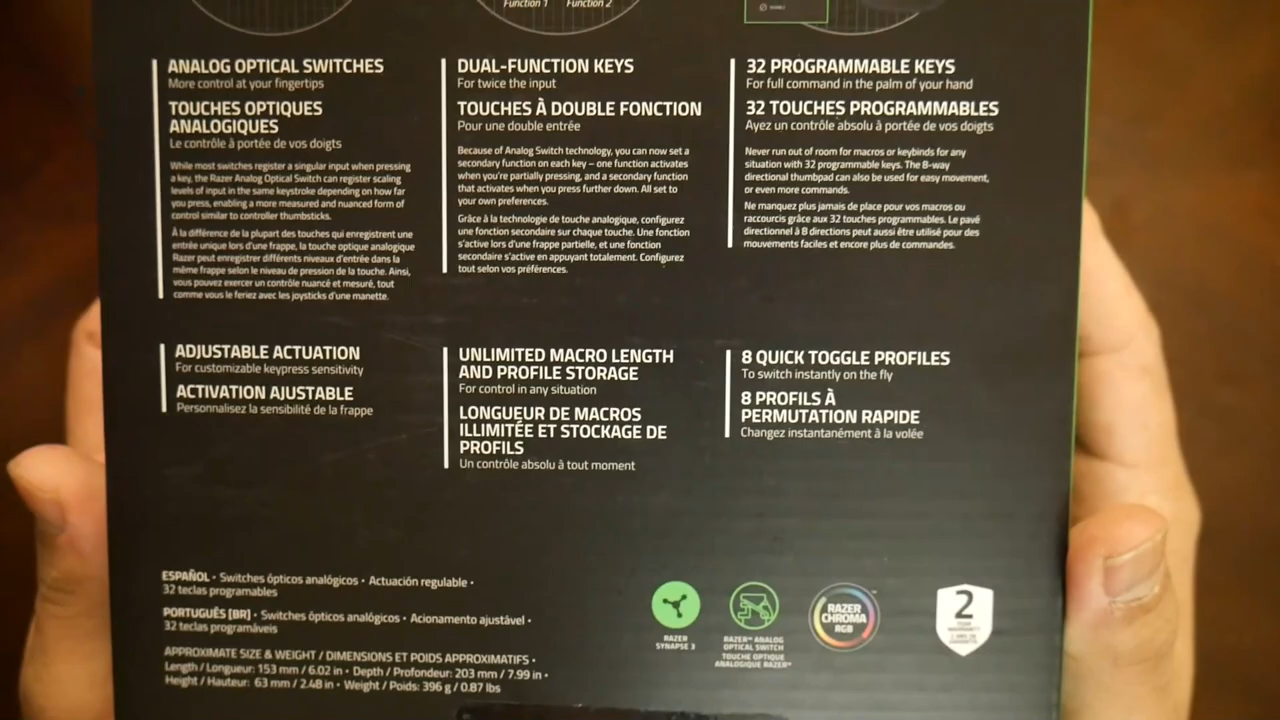 Function 1 Function 2
ANALOG OPTICAL SWITCHES
More control at your fingertips
TOUCHES OPTIQUES
ANALOGIQUES
Le contrôle à portée de vos doigts
While most switches register a singular input when pressing
a key, the Razer Analog Optical Switch can register scaling
levels of input in the same keystroke depending on how far
you press, enabling a more measured and nuanced form of
control similar to controller thumbsticks.
À la différence de la plupart des touches qui enregistrent une
entrée unique lors d'une frappe, la touche optique analogique
Razer peut enregistrer différents niveaux d'entrée dans la
même frappe selon le niveau de pression de la touche. Ainsi,
vous pouvez exercer un contrôle nuancé et mesuré, tout
comme vous le feriez avec les joysticks d'une manette.
DUAL-FUNCTION KEYS
For twice the input
TOUCHES À DOUBLE FONCTION
Pour une double entrée
Because of Analog Switch technology, you can now set a
secondary function on each key – one function activates
when you're partially pressing, and a secondary function
that activates when you press further down. All set to
your own preferences.
Grâce à la technologie de touche analogique, configurez
une fonction secondaire sur chaque touche. Une fonction
s'active lors d'une frappe partielle, et une fonction
secondaire s'active en appuyant totalement. Configurez
tout selon vos préférences.
32 PROGRAMMABLE KEYS
For full command in the palm of your hand
32 TOUCHES PROGRAMMABLES
Ayez un contrôle absolu à portée de vos doigts
Never run out of room for macros or keybinds for any
situation with 32 programmable keys. The 8-way
directional thumbpad can also be used for easy movement,
or even more commands.
Ne manquez plus jamais de place pour vos macros ou
raccourcis grâce aux 32 touches programmables. Le pavé
directionnel à 8 directions peut aussi être utilisé pour des
mouvements faciles et encore plus de commandes.
ADJUSTABLE ACTUATION
For customizable keypress sensitivity
ACTIVATION AJUSTABLE
Personnalisez la sensibilité de la frappe
UNLIMITED MACRO LENGTH
AND PROFILE STORAGE
For control in any situation
LONGUEUR DE MACROS
ILLIMITÉE ET STOCKAGE DE
PROFILS
Un contrôle absolu à tout moment
8 QUICK TOGGLE PROFILES
To switch instantly on the fly
8 PROFILS À
PERMUTATION RAPIDE
Changez instantanément à la volée
ESPAÑOL • Switches ópticos analógicos • Actuación regulable •
32 teclas programables
PORTUGUÊS [BR] • Switches ópticos analógicos • Acionamento ajustável •
32 teclas programáveis
APPROXIMATE SIZE & WEIGHT / DIMENSIONS ET POIDS APPROXIMATIFS •
Length / Longueur: 153 mm / 6.02 in • Depth / Profondeur: 203 mm / 7.99 in •
Height / Hauteur: 63 mm / 2.48 in • Weight / Poids: 396 g / 0.87 lbs
RAZER
SYNAPSE 3
RAZER™ ANALOG
OPTICAL SWITCH
TOUCHE OPTIQUE
ANALOGIQUE RAZER™
RAZER
CHROMA
RGB
2
YEAR
WARRANTY